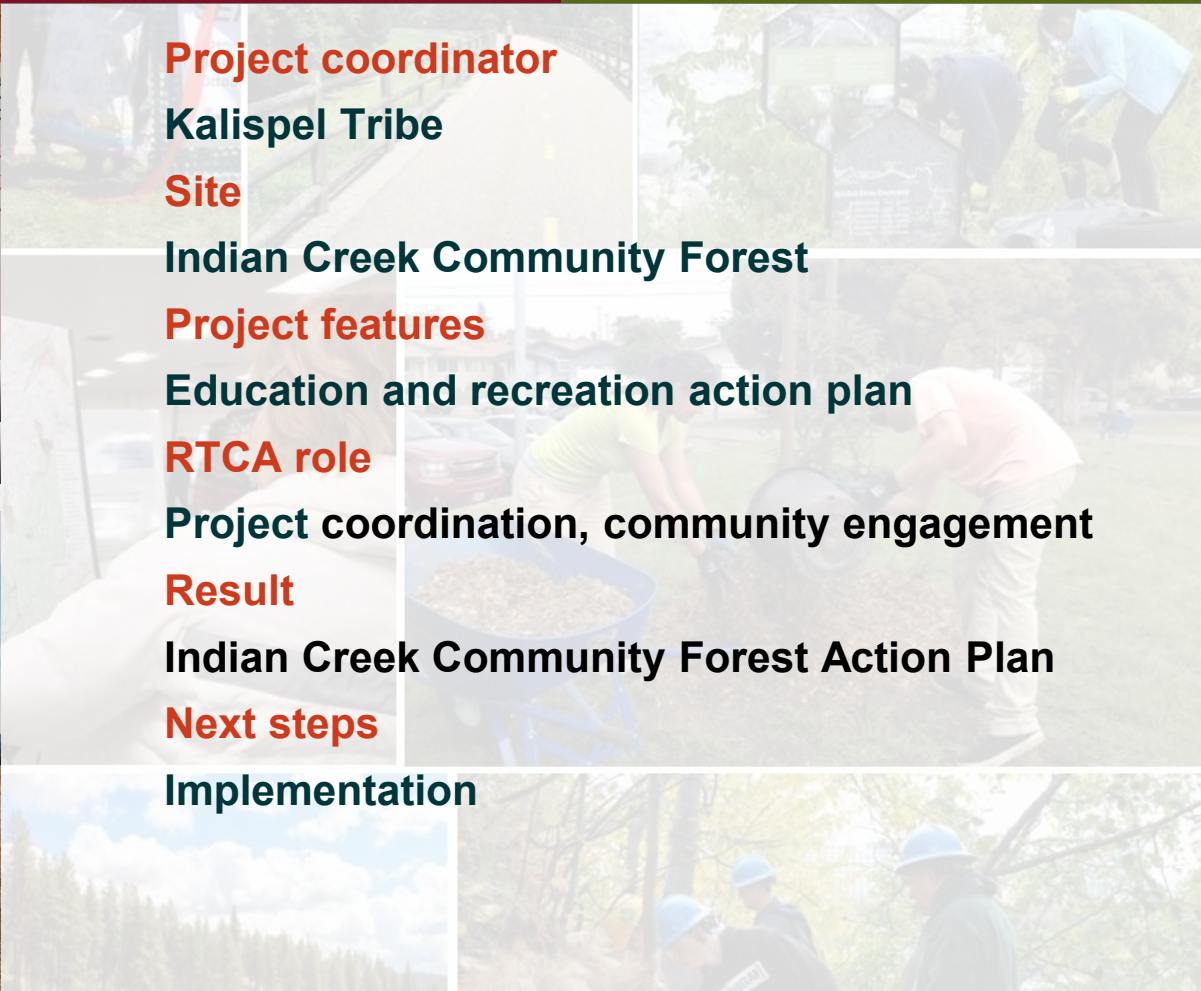 Project coordinator
Kalispel Tribe
Site
Indian Creek Community Forest
Project features
Education and recreation action plan
RTCA role
Project coordination, community engagement
Result
Indian Creek Community Forest Action Plan
Next steps
Implementation